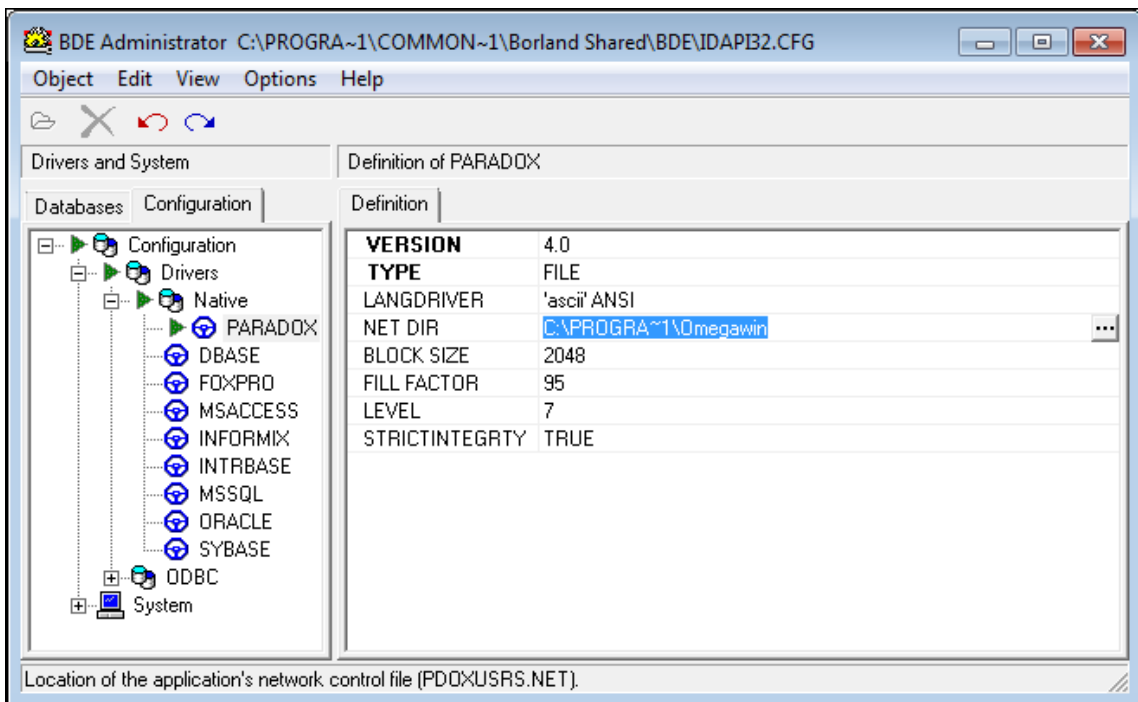 BDE Administrator C:\PROGRA~1\COMMON~1\Borland Shared\BDE\IDAPI32.CFG
Object Edit View Options Help
Drivers and System
Definition of PARADOX
Databases Configuration
Definition
Configuration
Drivers
Native
PARADOX
DBASE
FOXPRO
MSACCESS
INFORMIX
INTRBASE
MSSQL
ORACLE
SYBASE
ODBC
System
VERSION 4.0
TYPE FILE
LANGDRIVER 'ascii' ANSI
NET DIR C:\PROGRA~1\Omegawin ...
BLOCK SIZE 2048
FILL FACTOR 95
LEVEL 7
STRICTINTEGRTY TRUE
Location of the application's network control file (PDOXUSRS.NET).